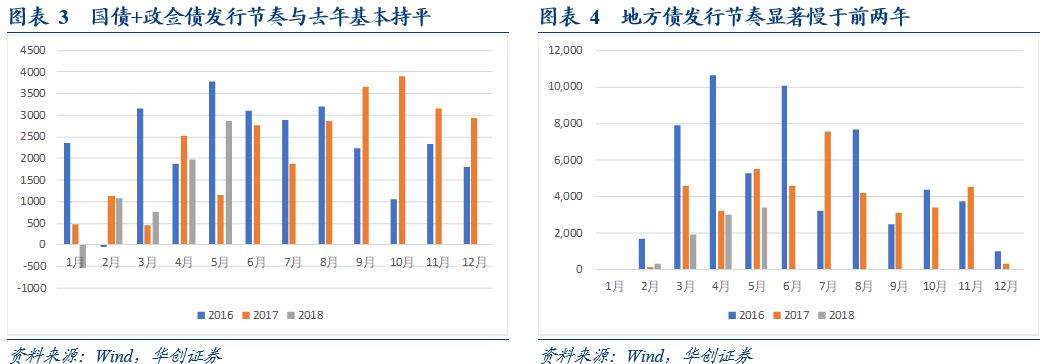 图表 3 国债+政金债发行节奏与去年基本持平
4500
4000
3500
3000
2500
2000
1500
1000
500
0
-500
-1000
1月 2月 3月 4月 5月 6月 7月 8月 9月 10月 11月 12月
2016 2017 2018
资料来源：Wind，华创证券
图表 4 地方债发行节奏显著慢于前两年
12,000
10,000
8,000
6,000
4,000
2,000
0
1月 2月 3月 4月 5月 6月 7月 8月 9月 10月 11月 12月
2016 2017 2018
资料来源：Wind，华创证券